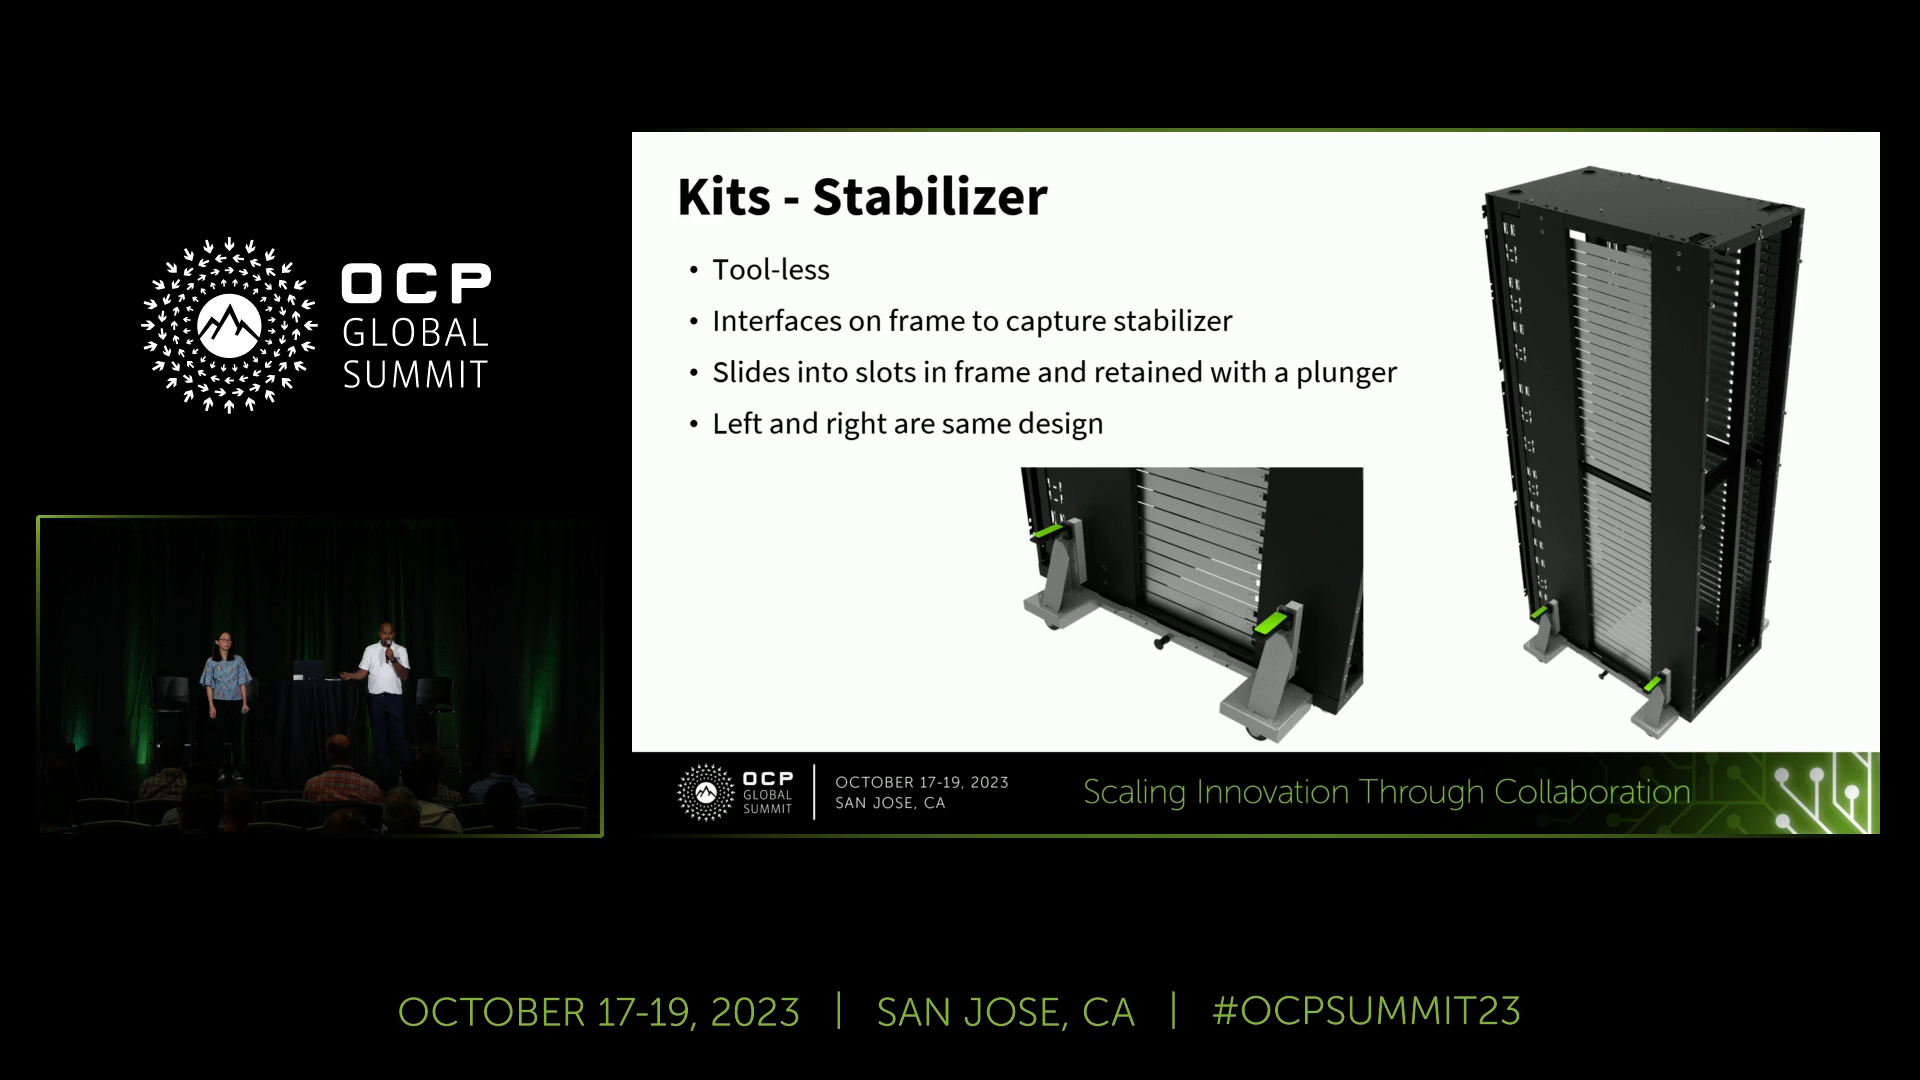 OCP
GLOBAL
SUMMIT
Kits - Stabilizer
• Tool-less
• Interfaces on frame to capture stabilizer
• Slides into slots in frame and retained with a plunger
• Left and right are same design
OCP
GLOBAL
SUMMIT
OCTOBER 17-19, 2023
SAN JOSE, CA
Scaling Innovation Through Collaboration
OCTOBER 17-19, 2023 | SAN JOSE, CA | #OCPSUMMIT23